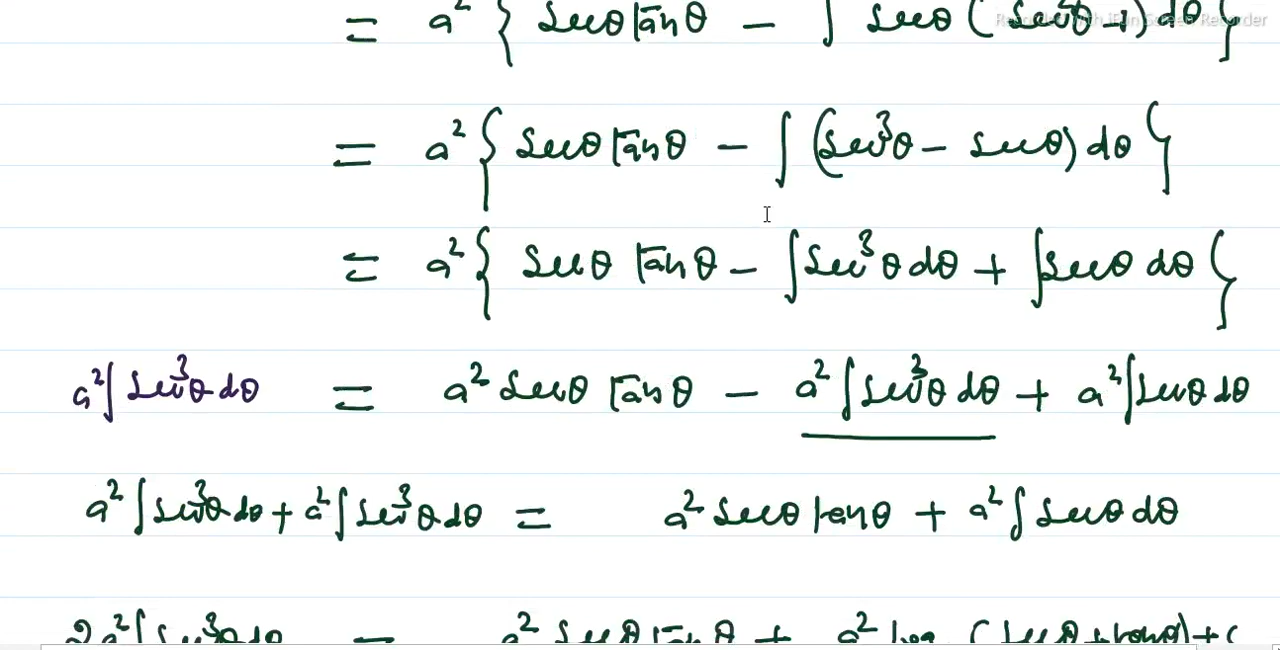 = a² { secθ tanθ − ∫ secθ (sec²θ−1) dθ }
= a² { secθ tanθ − ∫ (sec³θ − secθ) dθ }
= a² { secθ tanθ − ∫ sec³θ dθ + ∫ secθ dθ }
a² ∫ sec³θ dθ = a² secθ tanθ − a² ∫ sec³θ dθ + a² ∫ secθ dθ
a² ∫ sec³θ dθ + a² ∫ sec³θ dθ = a² secθ tanθ + a² ∫ secθ dθ
2a² ∫ sec³θ dθ = a² secθ tanθ + a² log (secθ + tanθ) + c